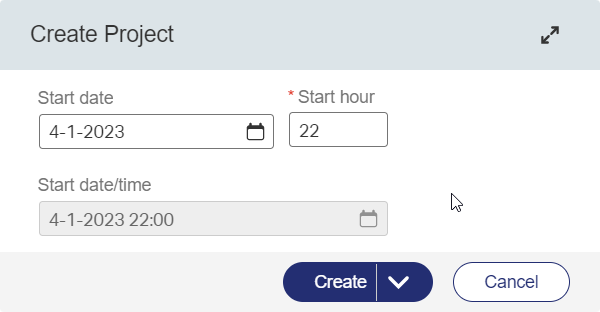 Create Project
Start date
* Start hour
4-1-2023
22
Start date/time
4-1-2023 22:00
Create
Cancel